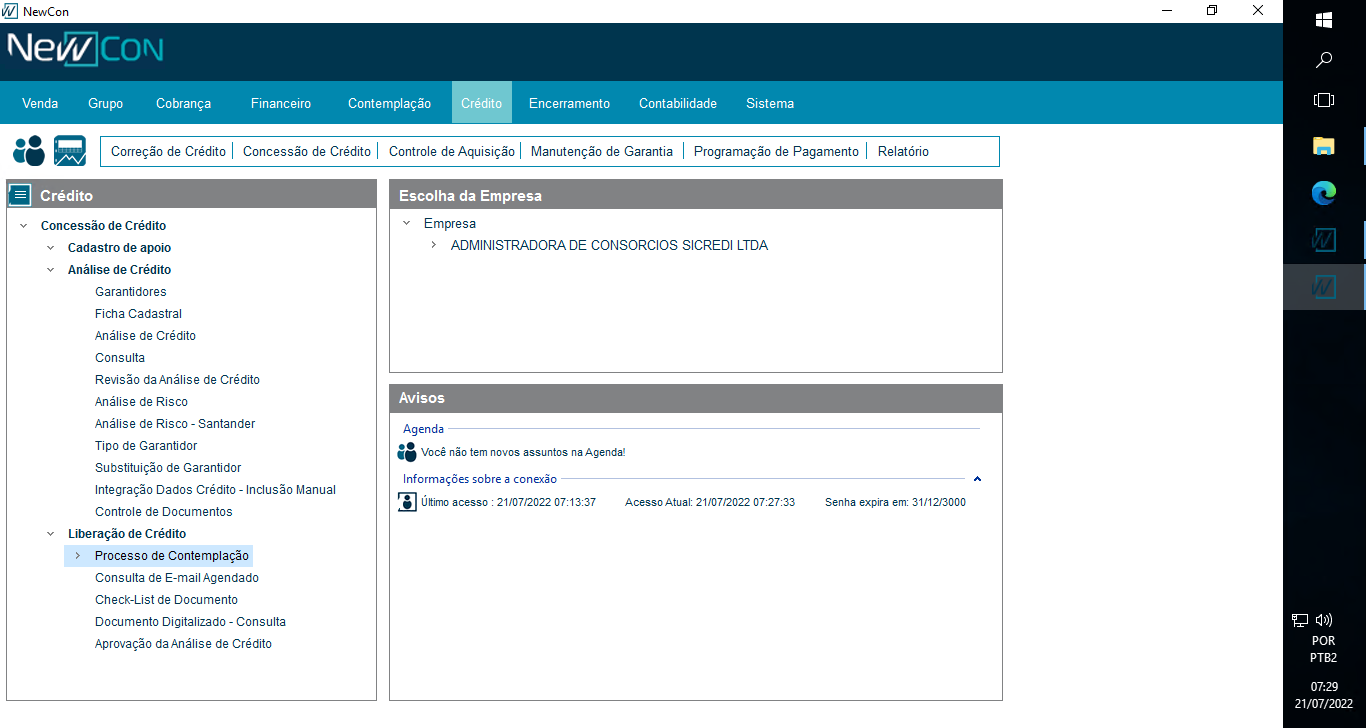 NewCon
NeWCON
Venda Grupo Cobrança Financeiro Contemplação Crédito Encerramento Contabilidade Sistema
Correção de Crédito Concessão de Crédito Controle de Aquisição Manutenção de Garantia Programação de Pagamento Relatório
Crédito
Concessão de Crédito
Cadastro de apoio
Análise de Crédito
Garantidores
Ficha Cadastral
Análise de Crédito
Consulta
Revisão da Análise de Crédito
Análise de Risco
Análise de Risco - Santander
Tipo de Garantidor
Substituição de Garantidor
Integração Dados Crédito - Inclusão Manual
Controle de Documentos
Liberação de Crédito
Processo de Contemplação
Consulta de E-mail Agendado
Check-List de Documento
Documento Digitalizado - Consulta
Aprovação da Análise de Crédito
Escolha da Empresa
Empresa
ADMINISTRADORA DE CONSORCIOS SICREDI LTDA
Avisos
Agenda
Você não tem novos assuntos na Agenda!
Informações sobre a conexão
Último acesso : 21/07/2022 07:13:37 Acesso Atual: 21/07/2022 07:27:33 Senha expira em: 31/12/3000
POR
PTB2
07:29
21/07/2022